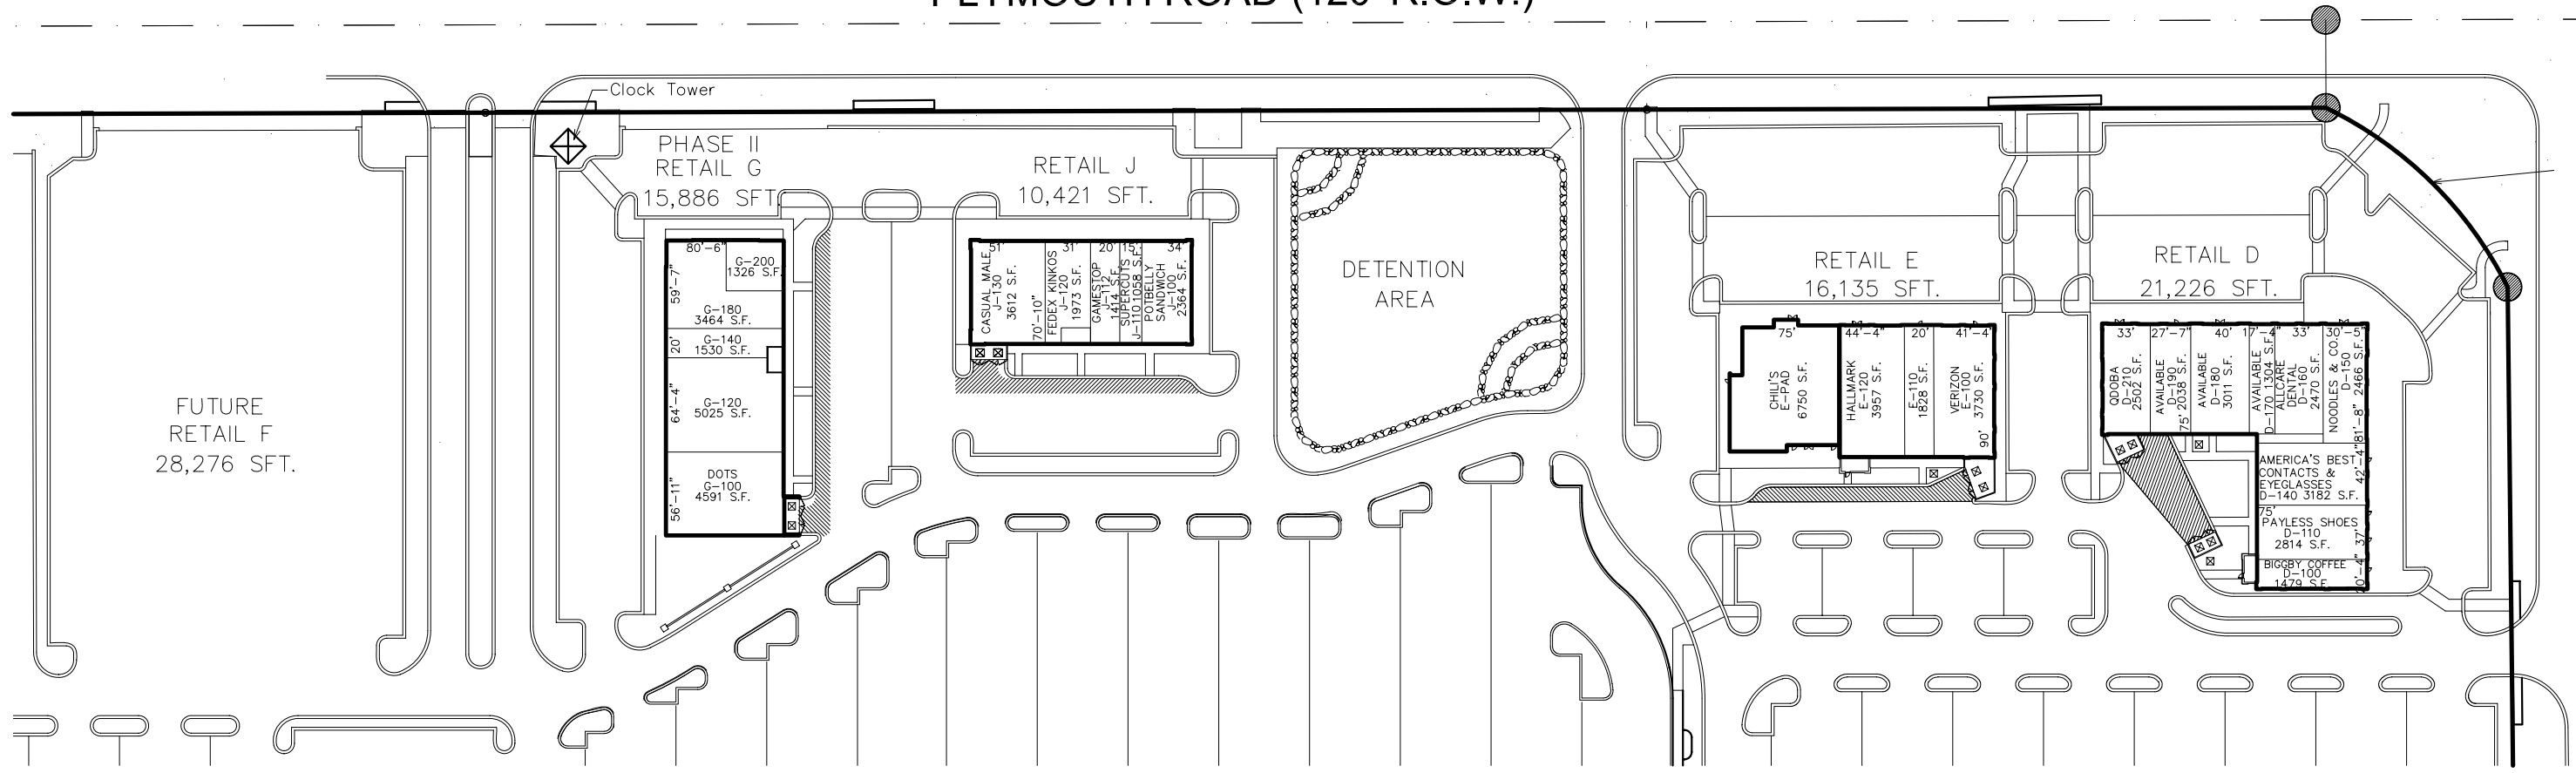 PLYMOUTH ROAD (120' R.O.W.)
Clock Tower
PHASE II
RETAIL G
15,886 SFT.
80'-6"
G-200
1326 S.F.
59'-7"
G-180
3464 S.F.
20'
G-140
1530 S.F.
64'-4"
G-120
5025 S.F.
DOTS
G-100
4591 S.F.
56'-11"
FUTURE
RETAIL F
28,276 SFT.
RETAIL J
10,421 SFT.
51'
31'
20'
15'
34'
CASUAL MALE
J-130
3612 S.F.
70'-10"
FEDEX KINKOS
J-120
1973 S.F.
GAMESTOP
J-112
1414 S.F.
SUPERCUTS
J-110 1058 S.F.
POTBELLY
SANDWICH
J-100
2364 S.F.
DETENTION
AREA
RETAIL E
16,135 SFT.
75'
44'-4"
20'
41'-4"
CHILI'S
E-PAD
6750 S.F.
HALLMARK
E-120
3957 S.F.
E-110
1828 S.F.
VERIZON
E-100
3730 S.F.
90'
RETAIL D
21,226 SFT.
33'
27'-7"
40'
17'-4"
33'
30'-5"
QDOBA
D-210
2502 S.F.
AVAILABLE
D-190
75' 2038 S.F.
AVAILABLE
D-180
3011 S.F.
AVAILABLE
D-170 1304 S.F.
ALLCARE
DENTAL
D-160
2470 S.F.
NOODLES & CO.
D-150
2466 S.F.
81'-8"
AMERICA'S BEST
CONTACTS &
EYEGLASSES
D-140 3182 S.F.
42'-4"
75'
PAYLESS SHOES
D-110
2814 S.F.
37'
BIGGBY COFFEE
D-100
1479 S.F.